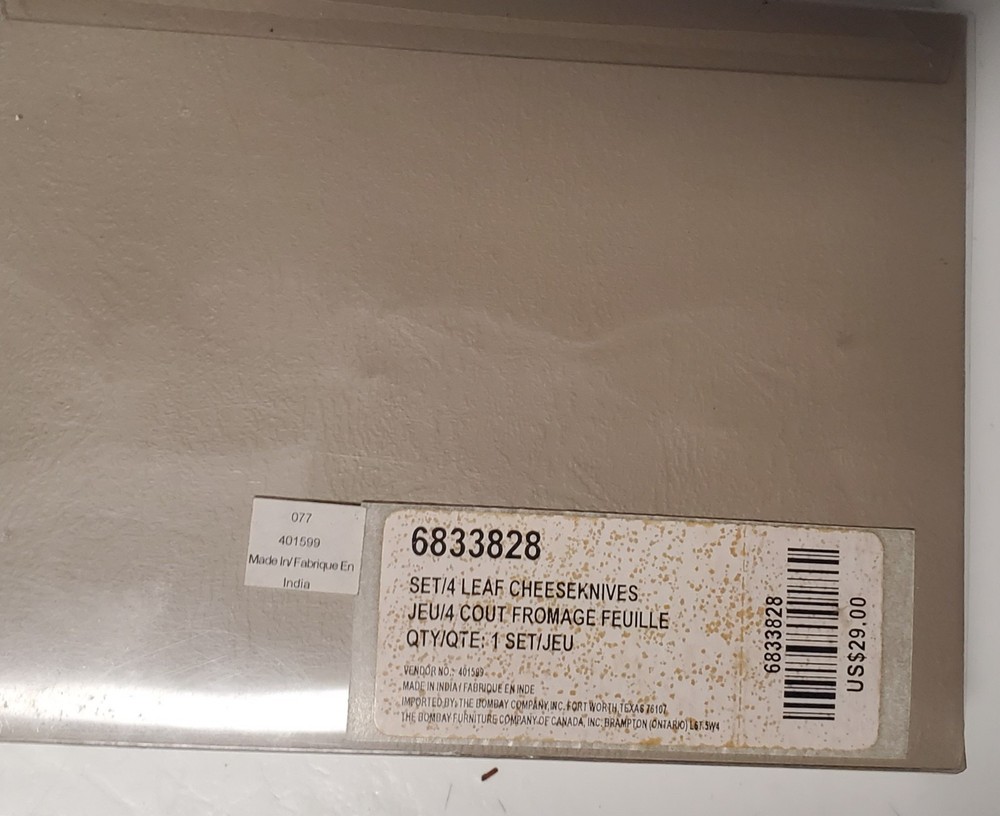 077
401599
Made In/Fabrique En
India
6833828
SET/4 LEAF CHEESEKNIVES
JEU/4 COUT FROMAGE FEUILLE
QTY/QTE: 1 SET/JEU
VENDOR NO.: 401599
MADE IN INDIA / FABRIQUE EN INDE
IMPORTED BY: THE BOMBAY COMPANY, INC. FORT WORTH, TEXAS 76107
THE BOMBAY FURNITURE COMPANY OF CANADA, INC. BRAMPTON (ONTARIO) L6T 5W4
6833828
US$29.00